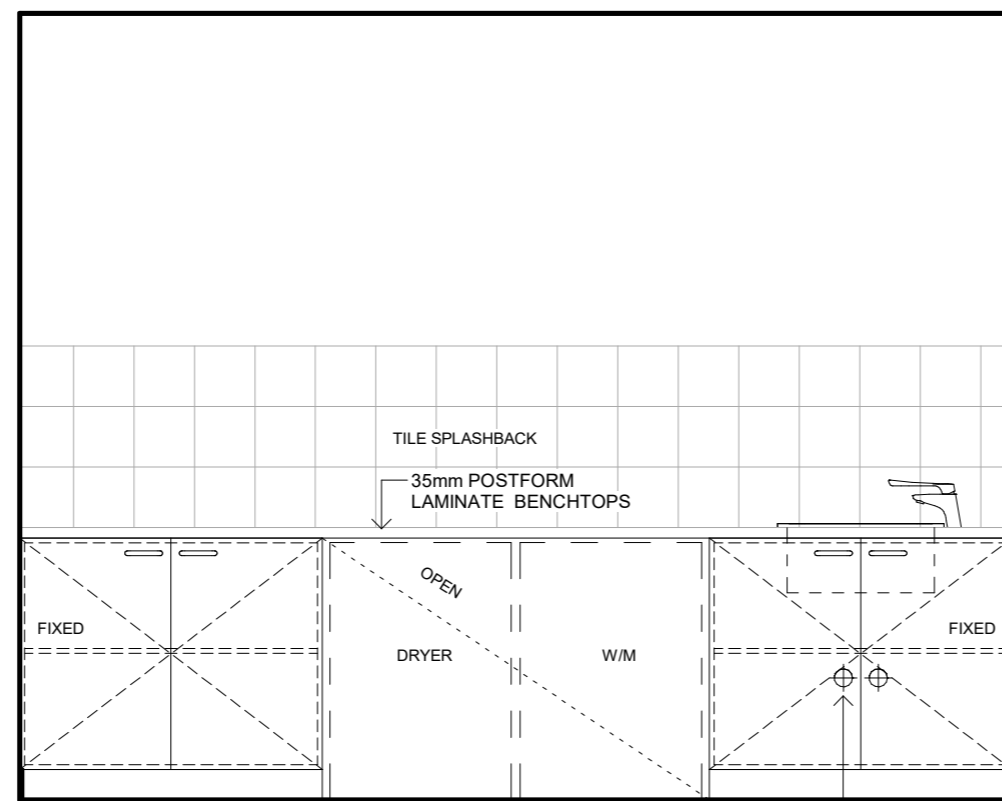 TILE SPLASHBACK
35mm POSTFORM
LAMINATE BENCHTOPS
OPEN
FIXED
DRYER
W/M
FIXED